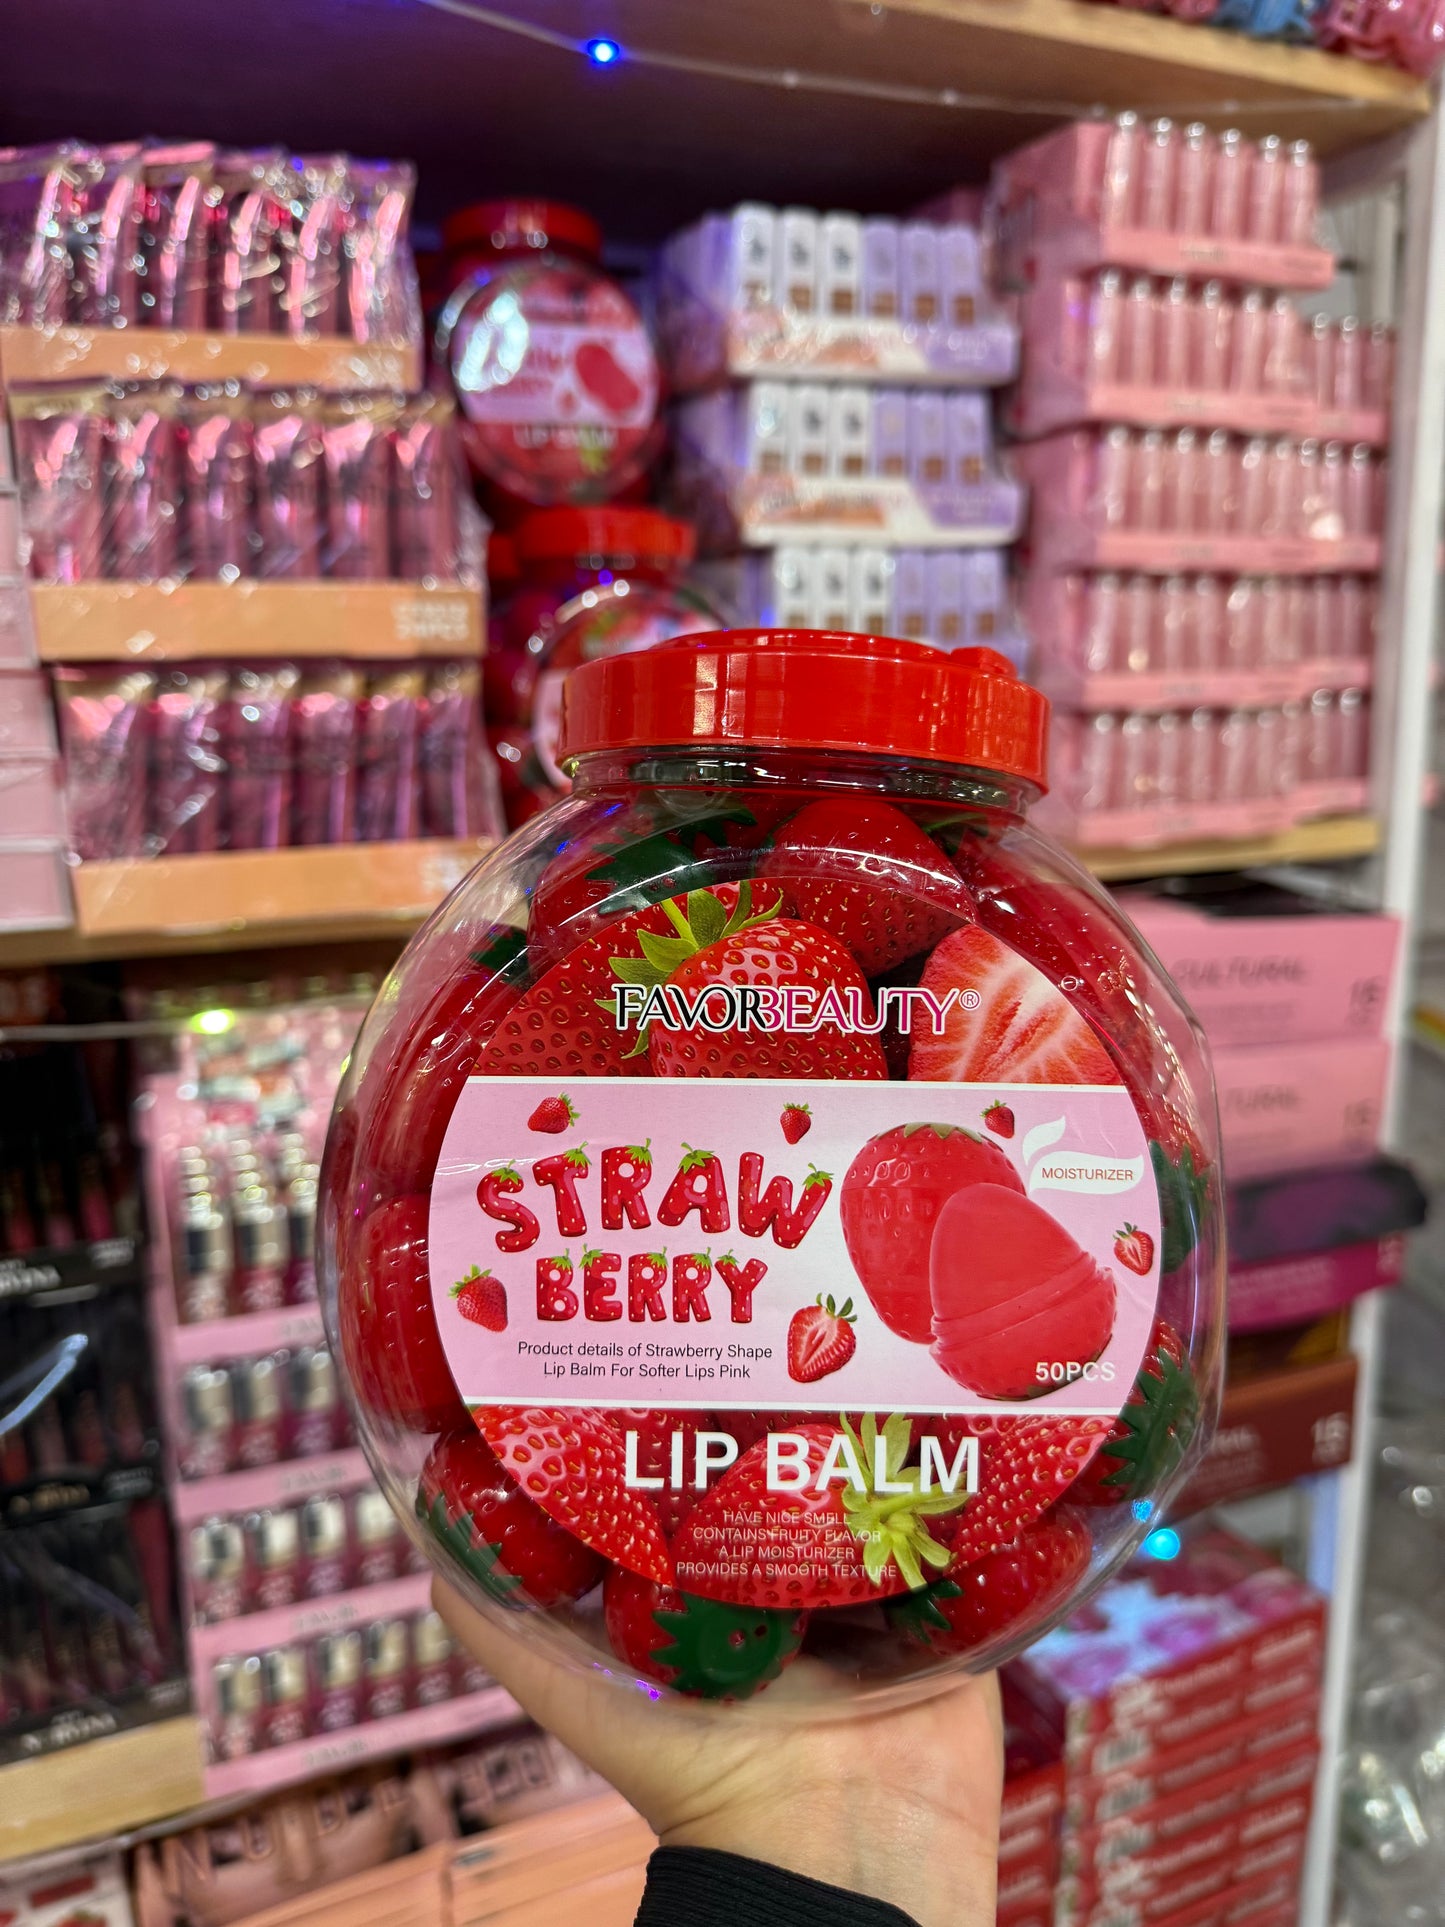 FAVORBEAUTY®
STRAW
BERRY
MOISTURIZER
Product details of Strawberry Shape
Lip Balm For Softer Lips Pink
50PCS
LIP BALM
HAVE NICE SMELL
CONTAINS FRUITY FLAVOR
A LIP MOISTURIZER
PROVIDES A SMOOTH TEXTURE
LIP BALM